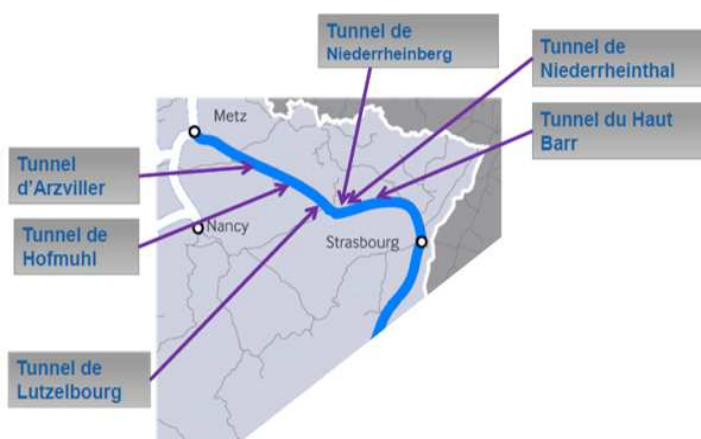 Tunnel de
Niederrheinberg
Tunnel de
Niederrheinthal
Metz
Tunnel du Haut
Barr
Tunnel
d'Arzviller
Nancy
Tunnel de
Hofmuhl
Strasbourg
Tunnel de
Lutzelbourg